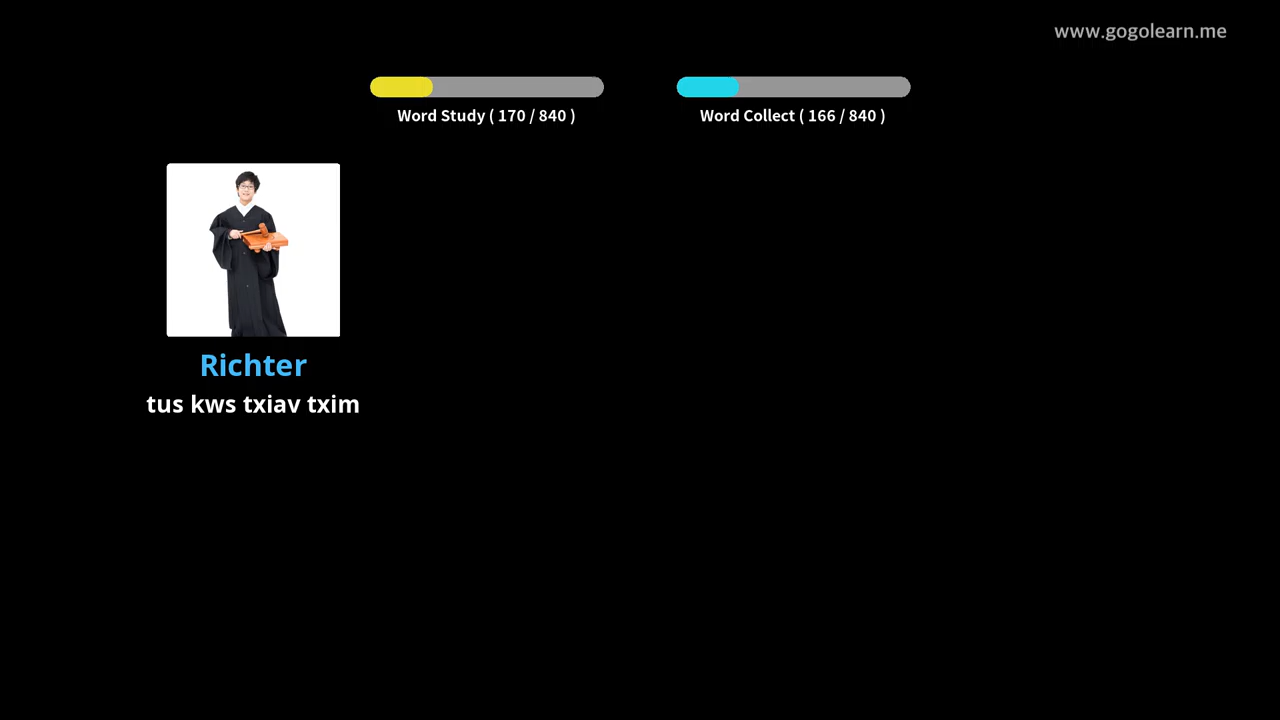 www.gogolearn.me
Word Study ( 170 / 840 )
Word Collect ( 166 / 840 )
Richter
tus kws txiav txim